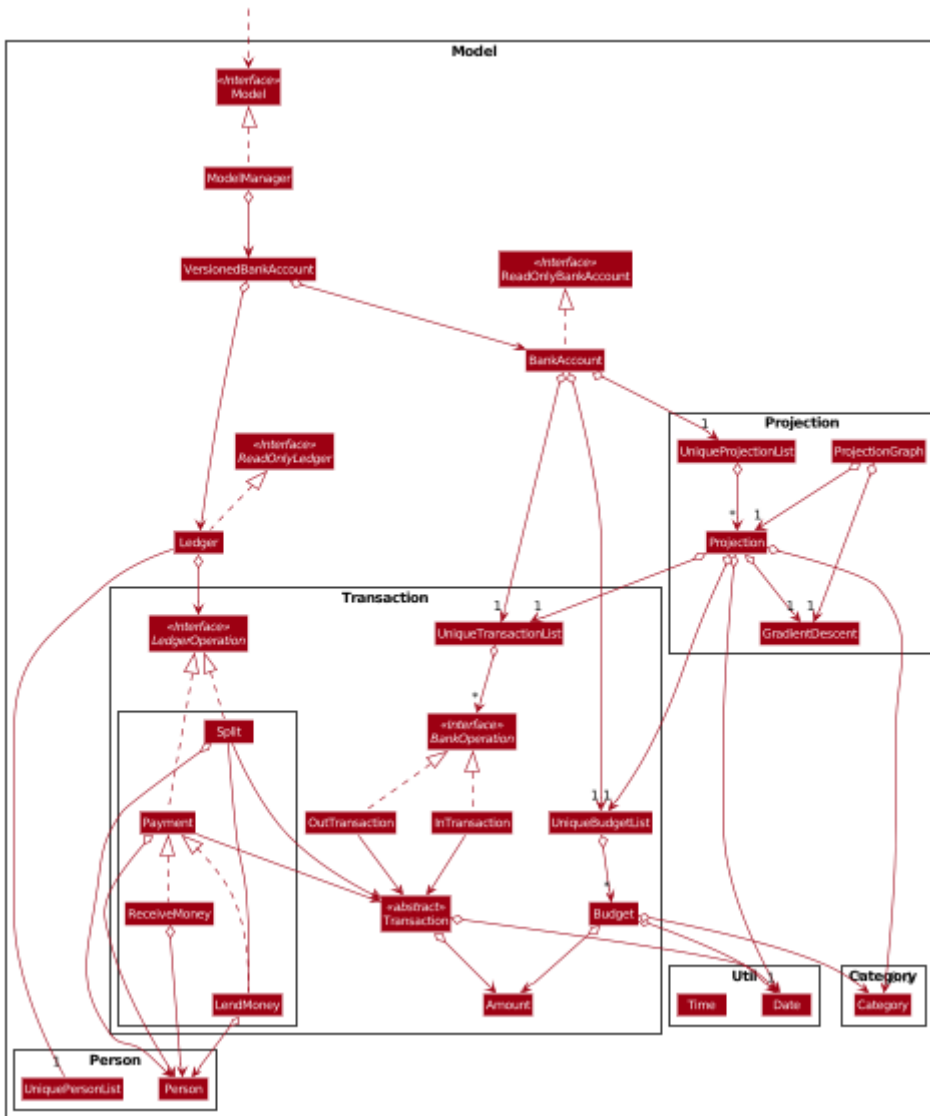 Model
«Interface»
Model
ModelManager
VersionedBankAccount
«Interface»
ReadOnlyBankAccount
BankAccount
Projection
1
«Interface»
ReadOnlyLedger
UniqueProjectionList
ProjectionGraph
*
1
Ledger
Projection
Transaction
«Interface»
LedgerOperation
1
1
UniqueTransactionList
1
1
GradientDescent
*
Split
«Interface»
BankOperation
1
1
Payment
OutTransaction
InTransaction
UniqueBudgetList
*
ReceiveMoney
«abstract»
Transaction
Budget
Util
Category
1
LendMoney
Amount
Time
Date
Category
Person
1
UniquePersonList
Person